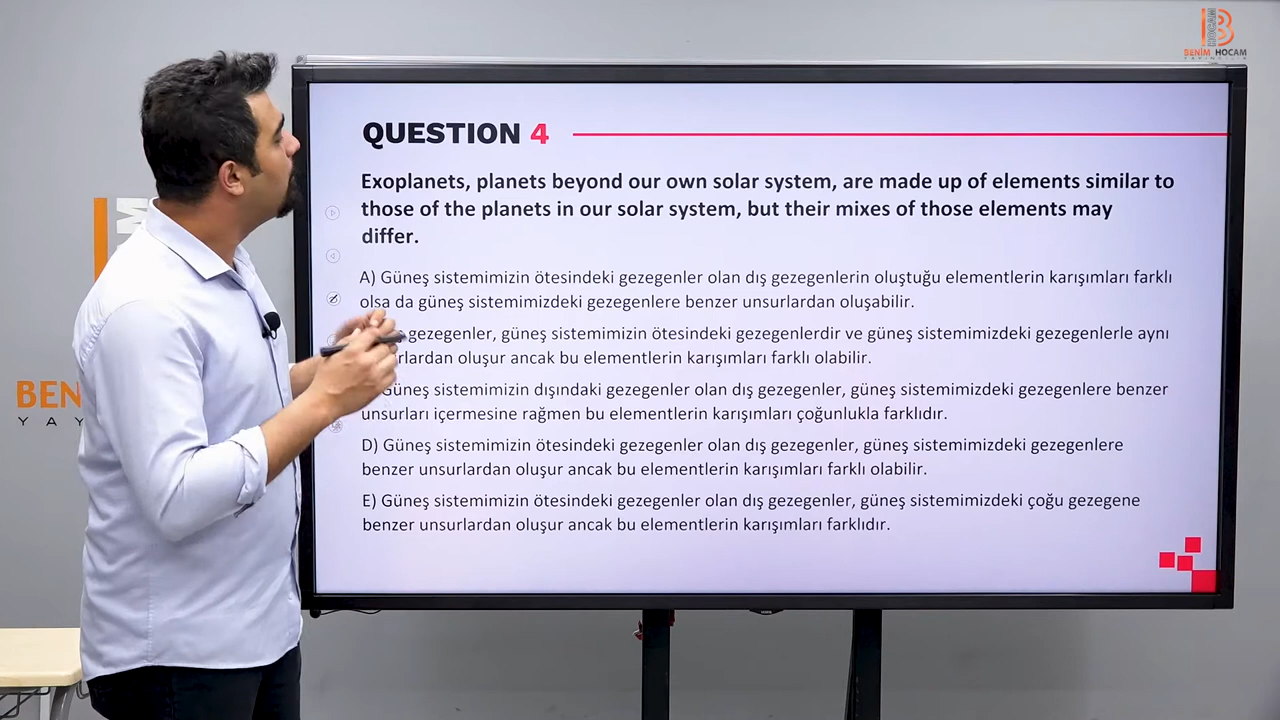 BENİM HOCAM
YAYINCILIK
QUESTION 4
Exoplanets, planets beyond our own solar system, are made up of elements similar to
those of the planets in our solar system, but their mixes of those elements may
differ.
A) Güneş sistemimizin ötesindeki gezegenler olan dış gezegenlerin oluştuğu elementlerin karışımları farklı
olsa da güneş sistemimizdeki gezegenlere benzer unsurlardan oluşabilir.
gezegenler, güneş sistemimizin ötesindeki gezegenlerdir ve güneş sistemimizdeki gezegenlerle aynı
oluşur ancak bu elementlerin karışımları farklı olabilir.
Güneş sistemimizin dışındaki gezegenler olan dış gezegenler, güneş sistemimizdeki gezegenlere benzer
unsurları içermesine rağmen bu elementlerin karışımları çoğunlukla farklıdır.
D) Güneş sistemimizin ötesindeki gezegenler olan dış gezegenler, güneş sistemimizdeki gezegenlere
benzer unsurlardan oluşur ancak bu elementlerin karışımları farklı olabilir.
E) Güneş sistemimizin ötesindeki gezegenler olan dış gezegenler, güneş sistemimizdeki çoğu gezegene
benzer unsurlardan oluşur ancak bu elementlerin karışımları farklıdır.
BEN
YAY